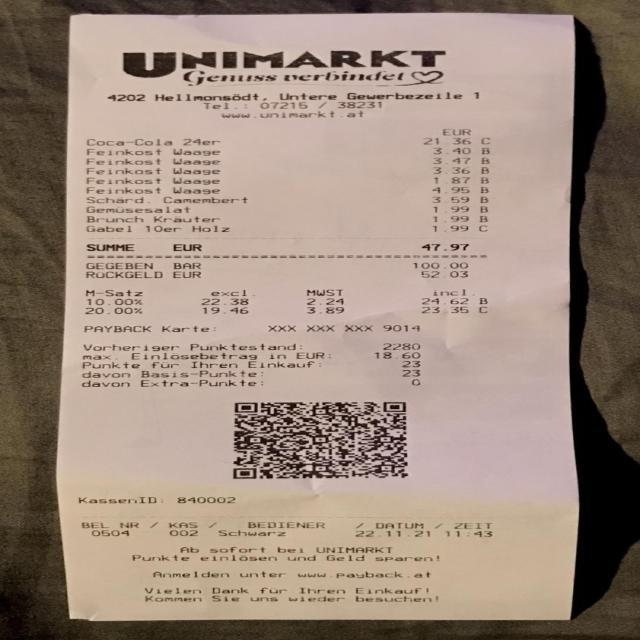 UNIMARKT
Genuss verbindet
4202 Hellmonsödt, Untere Gewerbezeile 1
Tel.: 07215 / 38231
www.unimarkt.at
EUR
Coca-Cola 24er 21.36 C
Feinkost Waage 3.40 B
Feinkost Waage 3.47 B
Feinkost Waage 3.36 B
Feinkost Waage 1.87 B
Feinkost Waage 4.95 B
Schärd. Camembert 3.59 B
Gemüsesalat 1.99 B
Brunch Kräuter 1.99 B
Gabel 10er Holz 1.99 C
SUMME EUR 47.97
GEGEBEN BAR 100.00
RÜCKGELD EUR 52.03
M-Satz excl. MWST incl.
10.00% 22.38 2.24 24.62 B
20.00% 19.46 3.89 23.35 C
PAYBACK Karte: XXX XXX XXX 9014
Vorheriger Punktestand: 2280
max. Einlösebetrag in EUR: 18.60
Punkte für Ihren Einkauf: 23
davon Basis-Punkte: 23
davon Extra-Punkte: 0
KassenID: 840002
BEL NR / KAS / BEDIENER / DATUM / ZEIT
0504 002 Schwarz 22.11.21 11:43
Ab sofort bei UNIMARKT
Punkte einlösen und Geld sparen!
Anmelden unter www.payback.at
Vielen Dank für Ihren Einkauf!
Kommen Sie uns wieder besuchen!